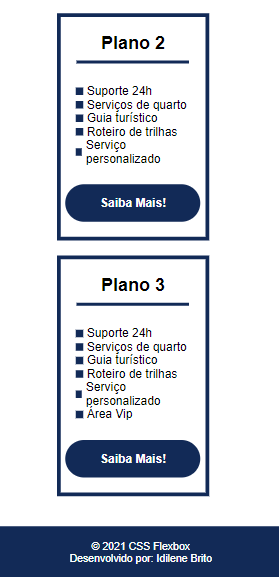 Plano 2
Suporte 24h
Serviços de quarto
Guia turístico
Roteiro de trilhas
Serviço
personalizado
Saiba Mais!
Plano 3
Suporte 24h
Serviços de quarto
Guia turístico
Roteiro de trilhas
Serviço
personalizado
Área Vip
Saiba Mais!
© 2021 CSS Flexbox
Desenvolvido por: Idilene Brito